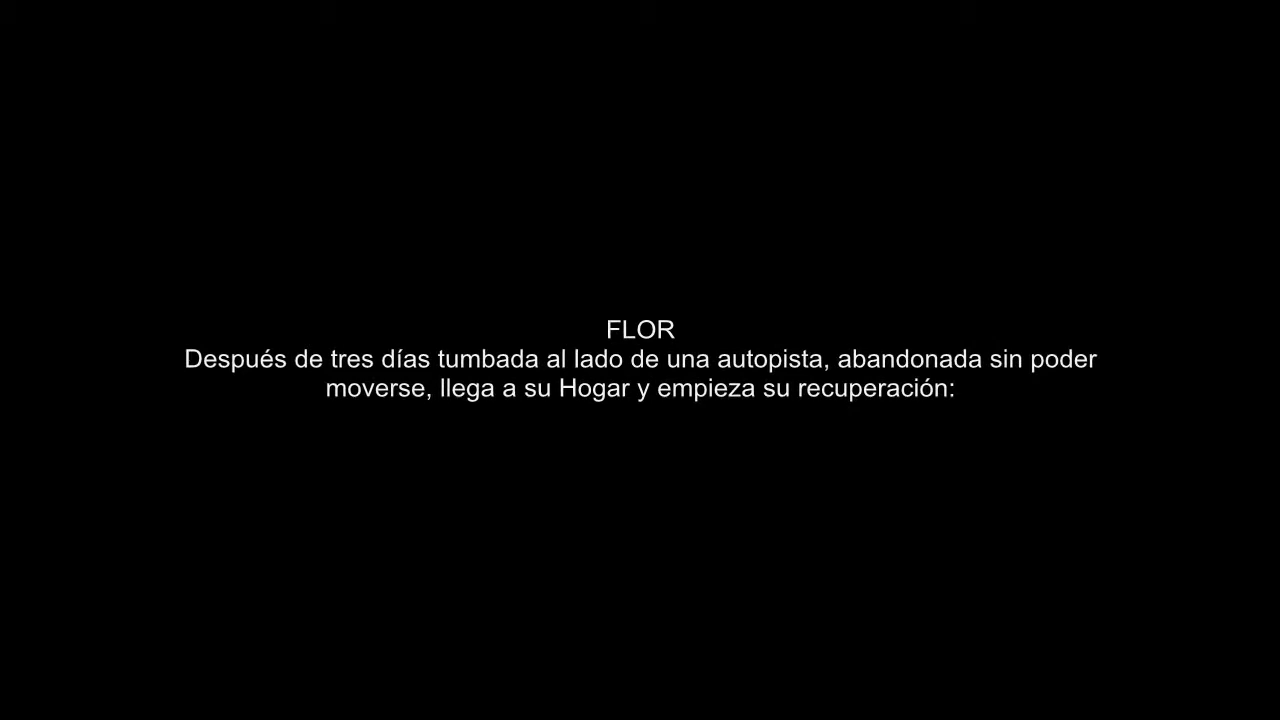 FLOR
Después de tres días tumbada al lado de una autopista, abandonada sin poder
moverse, llega a su Hogar y empieza su recuperación: